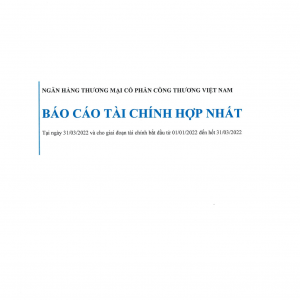 NGÂN HÀNG THƯƠNG MẠI CỔ PHẦN CÔNG THƯƠNG VIỆT NAM
BÁO CÁO TÀI CHÍNH HỢP NHẤT
Tại ngày 31/03/2022 và cho giai đoạn tài chính bắt đầu từ 01/01/2022 đến hết 31/03/2022